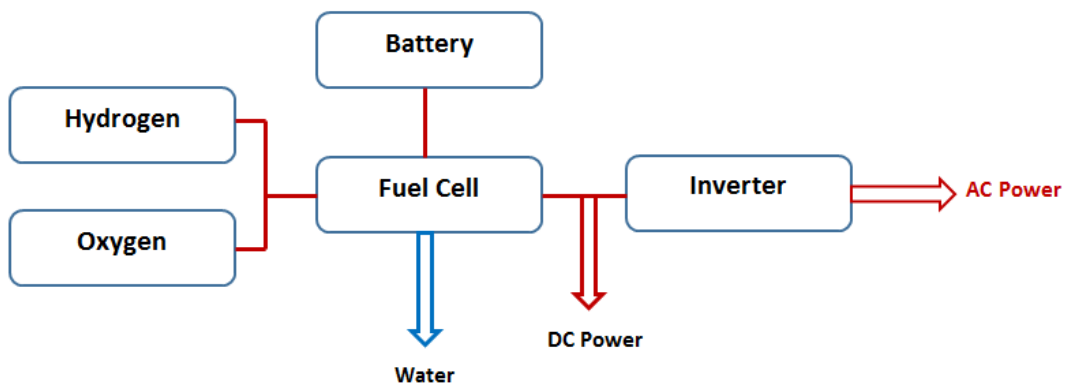 Battery
Hydrogen
Fuel Cell
Inverter
AC Power
Oxygen
DC Power
Water